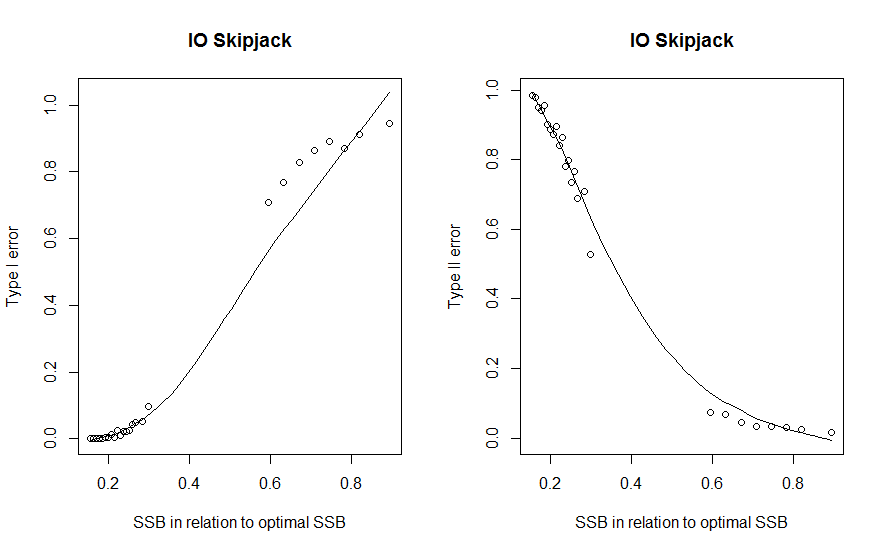 IO Skipjack
Type I error
1.0
0.8
0.6
0.4
0.2
0.0
0.2 0.4 0.6 0.8
SSB in relation to optimal SSB
IO Skipjack
Type II error
1.0
0.8
0.6
0.4
0.2
0.0
0.2 0.4 0.6 0.8
SSB in relation to optimal SSB